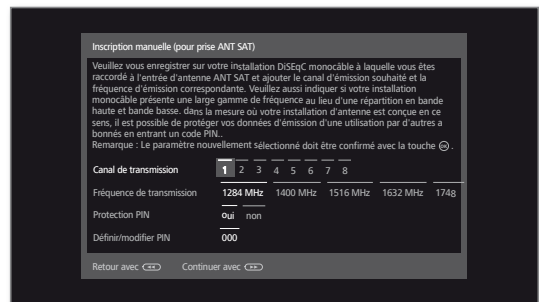 Inscription manuelle (pour prise ANT SAT)
Veuillez vous enregistrer sur votre installation DiSEqC monocâble à laquelle vous êtes
raccordé à l'entrée d'antenne ANT SAT et ajouter le canal d'émission souhaité et la
fréquence d'émission correspondante. Veuillez aussi indiquer si votre installation
monocâble présente une large gamme de fréquence au lieu d'une répartition en bande
haute et bande basse. dans la mesure où votre installation d'antenne est conçue en ce
sens, il est possible de protéger vos données d'émission d'une utilisation par d'autres a
bonnés en entrant un code PIN..
Remarque : Le paramètre nouvellement sélectionné doit être confirmé avec la touche OK .
Canal de transmission 1 2 3 4 5 6 7 8
Fréquence de transmission 1284 MHz 1400 MHz 1516 MHz 1632 MHz 1748
Protection PIN oui non
Définir/modifier PIN 000
Retour avec Continuer avec